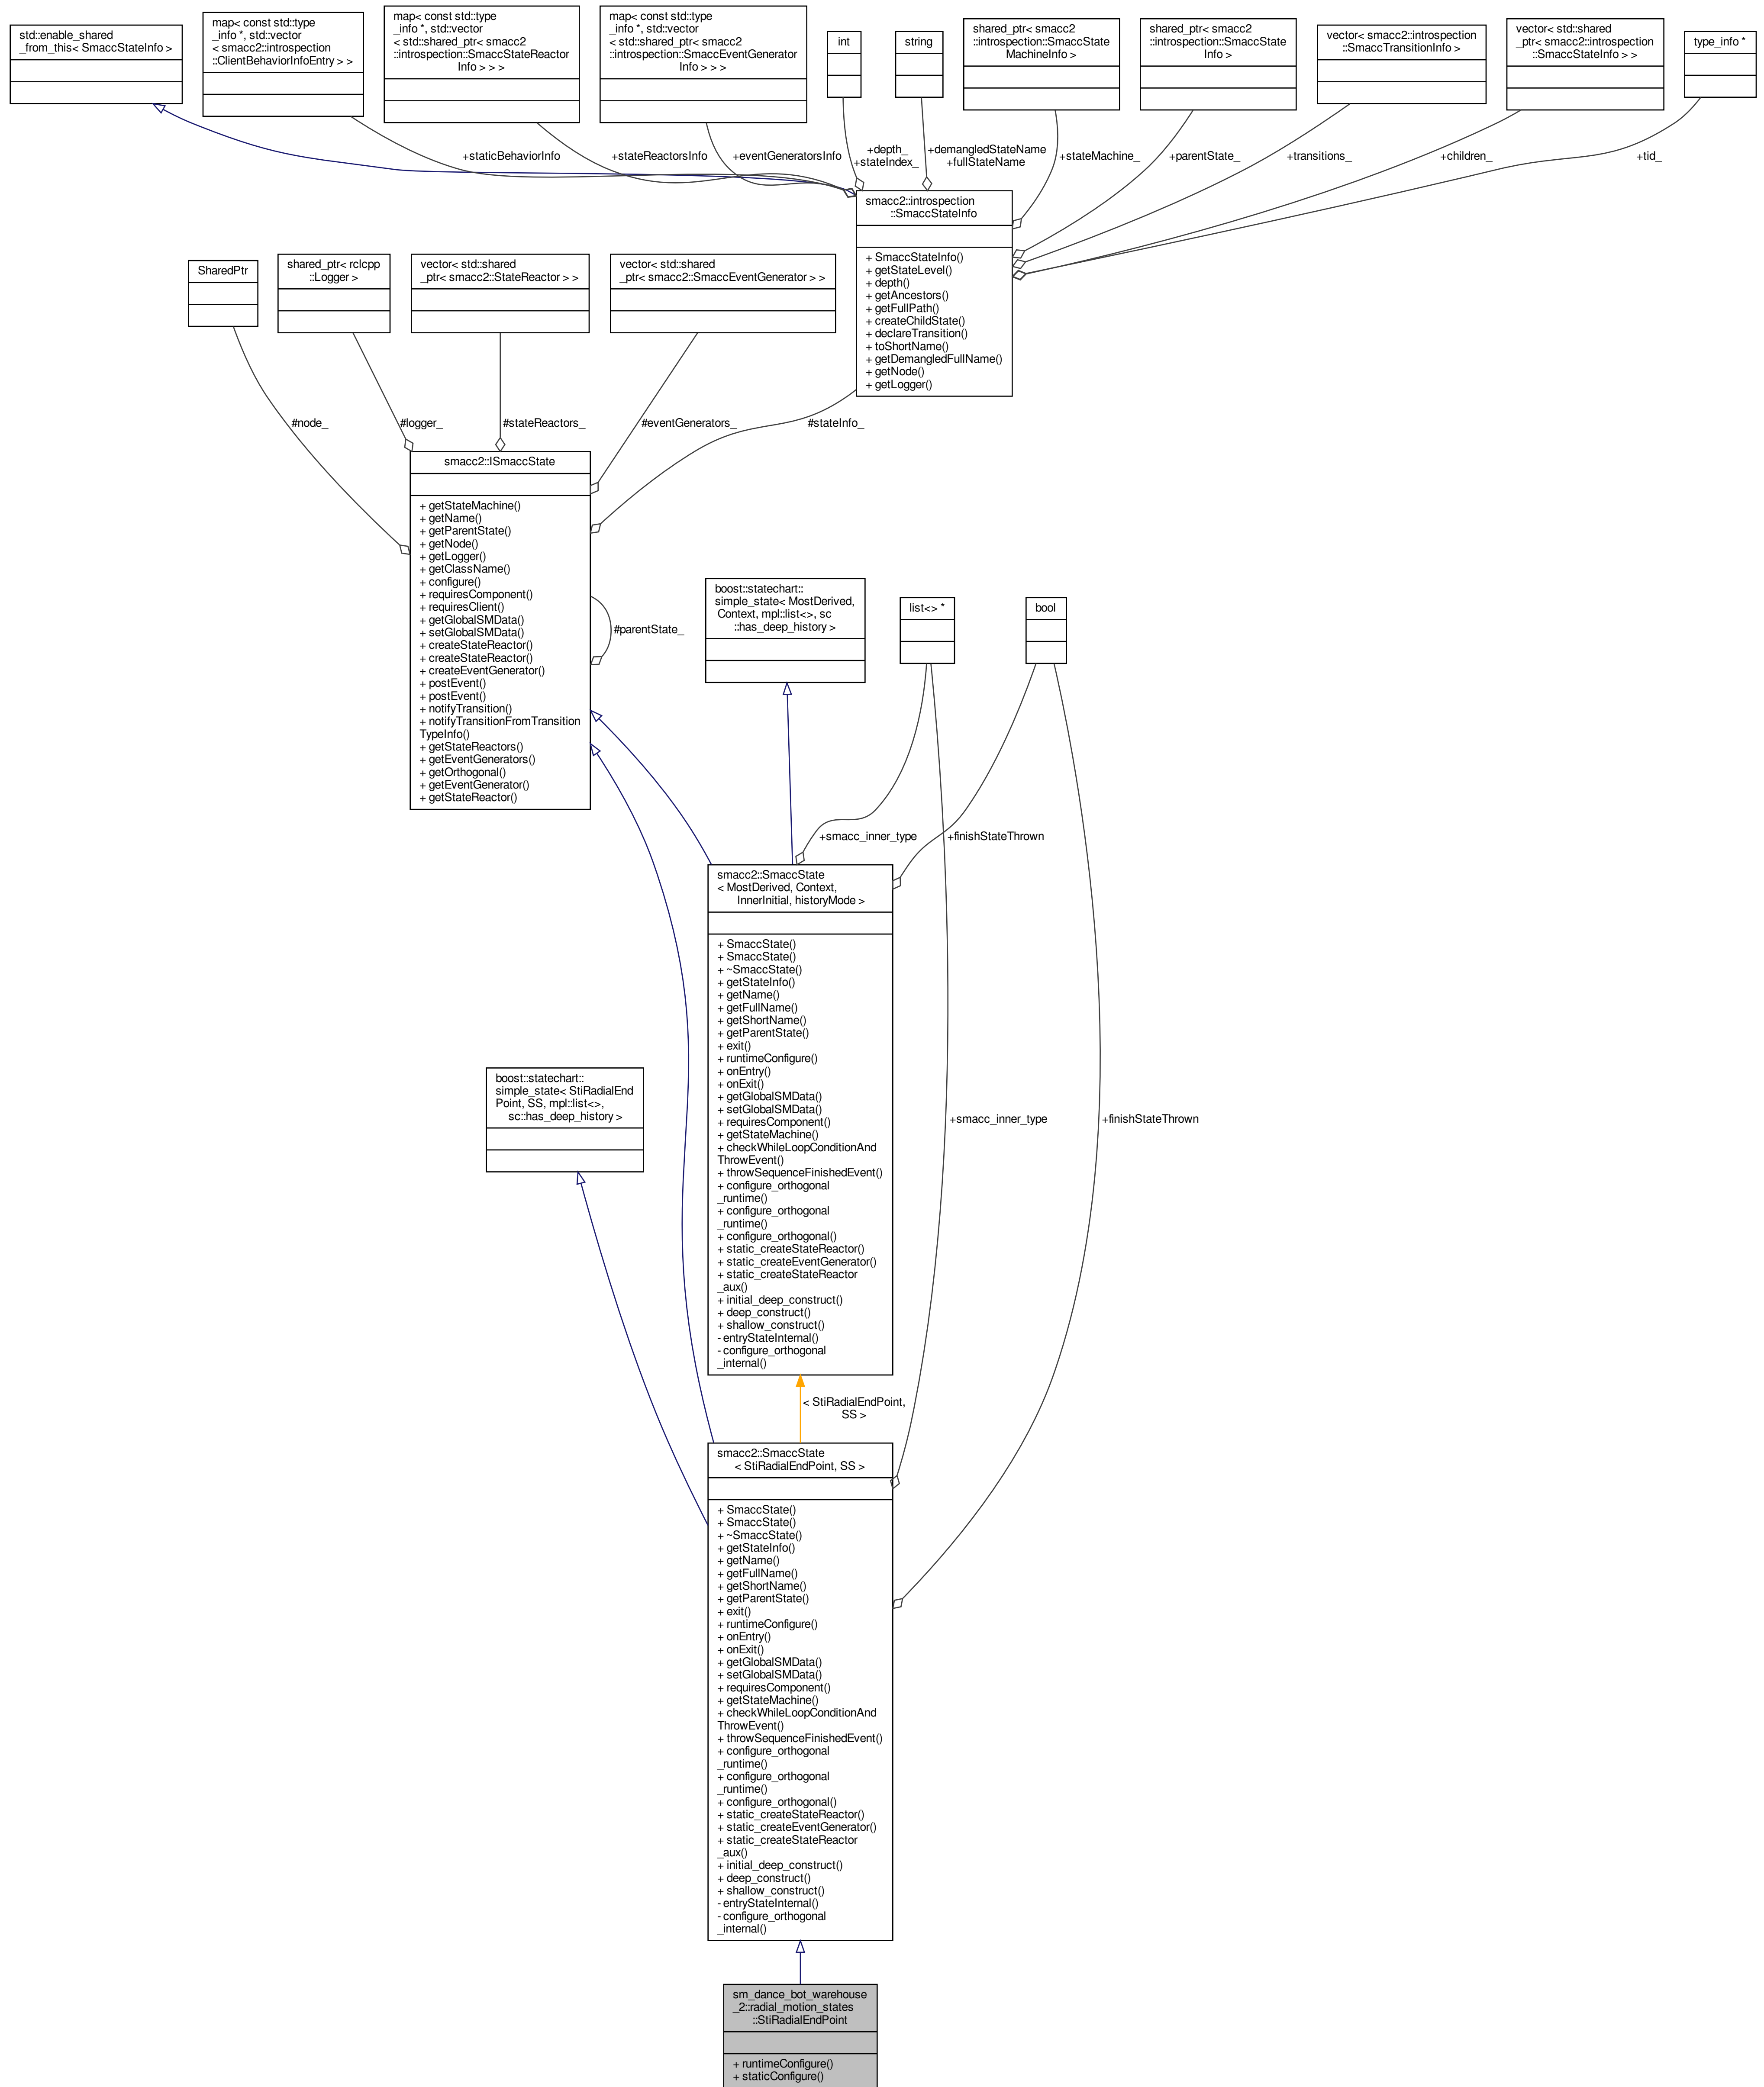 std::enable_shared
_from_this< SmaccStateInfo >
map< const std::type
_info *, std::vector
< smacc2::introspection
::ClientBehaviorInfoEntry > >
map< const std::type
_info *, std::vector
< std::shared_ptr< smacc2
::introspection::SmaccStateReactor
Info > > >
map< const std::type
_info *, std::vector
< std::shared_ptr< smacc2
::introspection::SmaccEventGenerator
Info > > >
int
string
shared_ptr< smacc2
::introspection::SmaccState
MachineInfo >
shared_ptr< smacc2
::introspection::SmaccState
Info >
vector< smacc2::introspection
::SmaccTransitionInfo >
vector< std::shared
_ptr< smacc2::introspection
::SmaccStateInfo > >
type_info *
+staticBehaviorInfo
+stateReactorsInfo
+eventGeneratorsInfo
+depth_
+stateIndex_
+demangledStateName
+fullStateName
+stateMachine_
+parentState_
+transitions_
+children_
+tid_
smacc2::introspection
::SmaccStateInfo
+ SmaccStateInfo()
+ getStateLevel()
+ depth()
+ getAncestors()
+ getFullPath()
+ createChildState()
+ declareTransition()
+ toShortName()
+ getDemangledFullName()
+ getNode()
+ getLogger()
SharedPtr
shared_ptr< rclcpp
::Logger >
vector< std::shared
_ptr< smacc2::StateReactor > >
vector< std::shared
_ptr< smacc2::SmaccEventGenerator > >
#node_
#logger_
#stateReactors_
#eventGenerators_
#stateInfo_
smacc2::ISmaccState
+ getStateMachine()
+ getName()
+ getParentState()
+ getNode()
+ getLogger()
+ getClassName()
+ configure()
+ requiresComponent()
+ requiresClient()
+ getGlobalSMData()
+ setGlobalSMData()
+ createStateReactor()
+ createStateReactor()
+ createEventGenerator()
+ postEvent()
+ postEvent()
+ notifyTransition()
+ notifyTransitionFromTransition
TypeInfo()
+ getStateReactors()
+ getEventGenerators()
+ getOrthogonal()
+ getEventGenerator()
+ getStateReactor()
#parentState_
boost::statechart::
simple_state< MostDerived,
Context, mpl::list<>, sc
::has_deep_history >
list<> *
bool
+smacc_inner_type
+finishStateThrown
smacc2::SmaccState
< MostDerived, Context,
InnerInitial, historyMode >
+ SmaccState()
+ SmaccState()
+ ~SmaccState()
+ getStateInfo()
+ getName()
+ getFullName()
+ getShortName()
+ getParentState()
+ exit()
+ runtimeConfigure()
+ onEntry()
+ onExit()
+ getGlobalSMData()
+ setGlobalSMData()
+ requiresComponent()
+ getStateMachine()
+ checkWhileLoopConditionAnd
ThrowEvent()
+ throwSequenceFinishedEvent()
+ configure_orthogonal
_runtime()
+ configure_orthogonal
_runtime()
+ configure_orthogonal()
+ static_createStateReactor()
+ static_createEventGenerator()
+ static_createStateReactor
_aux()
+ initial_deep_construct()
+ deep_construct()
+ shallow_construct()
- entryStateInternal()
- configure_orthogonal
_internal()
boost::statechart::
simple_state< StiRadialEnd
Point, SS, mpl::list<>,
sc::has_deep_history >
+smacc_inner_type
+finishStateThrown
< StiRadialEndPoint,
SS >
smacc2::SmaccState
< StiRadialEndPoint, SS >
+ SmaccState()
+ SmaccState()
+ ~SmaccState()
+ getStateInfo()
+ getName()
+ getFullName()
+ getShortName()
+ getParentState()
+ exit()
+ runtimeConfigure()
+ onEntry()
+ onExit()
+ getGlobalSMData()
+ setGlobalSMData()
+ requiresComponent()
+ getStateMachine()
+ checkWhileLoopConditionAnd
ThrowEvent()
+ throwSequenceFinishedEvent()
+ configure_orthogonal
_runtime()
+ configure_orthogonal
_runtime()
+ configure_orthogonal()
+ static_createStateReactor()
+ static_createEventGenerator()
+ static_createStateReactor
_aux()
+ initial_deep_construct()
+ deep_construct()
+ shallow_construct()
- entryStateInternal()
- configure_orthogonal
_internal()
sm_dance_bot_warehouse
_2::radial_motion_states
::StiRadialEndPoint
+ runtimeConfigure()
+ staticConfigure()